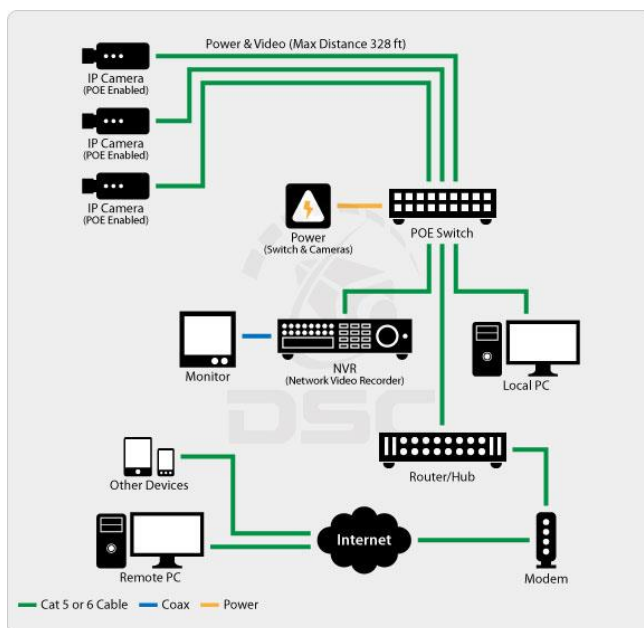 Power & Video (Max Distance 328 ft)
IP Camera
(POE Enabled)
IP Camera
(POE Enabled)
IP Camera
(POE Enabled)
Power
(Switch & Cameras)
POE Switch
Monitor
NVR
(Network Video Recorder)
Local PC
DSC
Other Devices
Router/Hub
Remote PC
Internet
Modem
Cat 5 or 6 Cable
Coax
Power